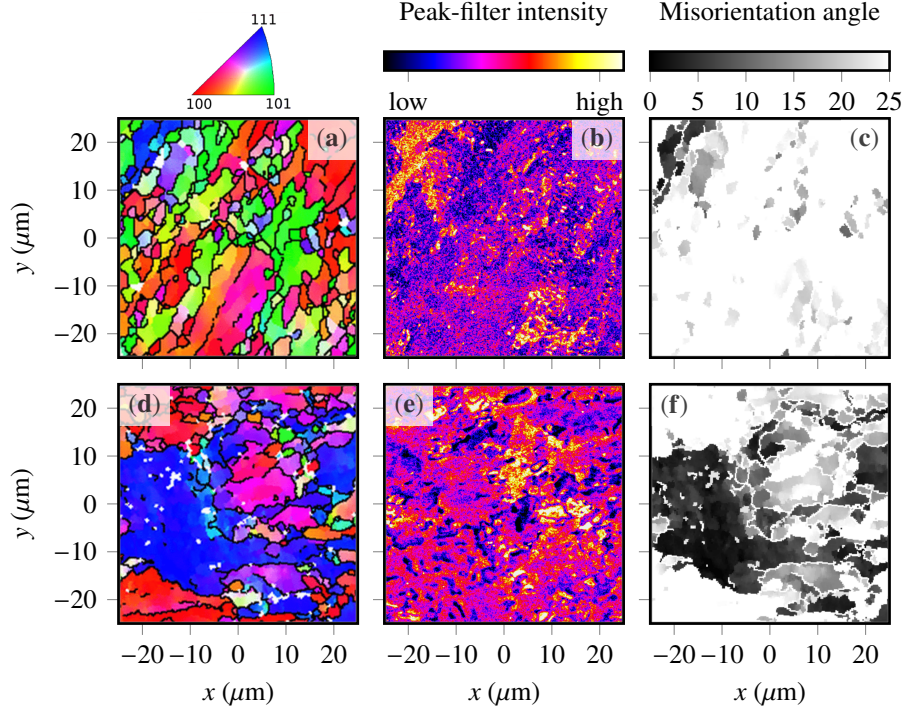 Peak-filter intensity
Misorientation angle
111
100
101
low
high
0 5 10 15 20 25
(a)
(b)
(c)
20
10
0
−10
−20
y (μm)
(d)
(e)
(f)
20
10
0
−10
−20
y (μm)
−20 −10 0 10 20
−20 −10 0 10 20
−20 −10 0 10 20
x (μm)
x (μm)
x (μm)